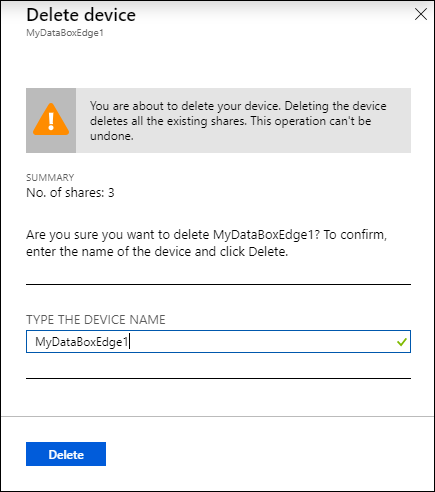 Delete device
MyDataBoxEdge1
You are about to delete your device. Deleting the device
deletes all the existing shares. This operation can't be
undone.
SUMMARY
No. of shares: 3
Are you sure you want to delete MyDataBoxEdge1? To confirm,
enter the name of the device and click Delete.
TYPE THE DEVICE NAME
MyDataBoxEdge1
Delete